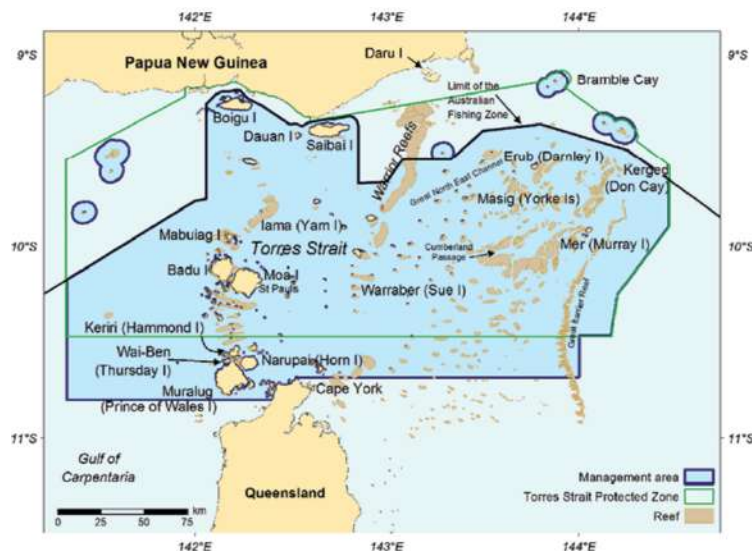 142°E
143°E
144°E
9°S
9°S
Papua New Guinea
Daru I
Bramble Cay
Limit of the
Australian
Fishing Zone
Boigu I
Dauan I
Saibai I
Warrior Reefs
Great North East Channel
Erub (Darnley I)
Kerged
(Don Cay)
Masig (Yorke Is)
Iama (Yam I)
Mabuiag I
Torres Strait
10°S
10°S
Cumberland
Passage
Mer (Murray I)
Badu I
Moa I
St Pauls
Warraber (Sue I)
Great Barrier Reef
Keriri (Hammond I)
Wai-Ben
(Thursday I)
Narupai (Horn I)
Muralug
(Prince of Wales I)
Cape York
11°S
11°S
Gulf of
Carpentaria
Queensland
Management area
Torres Strait Protected Zone
Reef
km
0 25 50 75
142°E
143°E
144°E